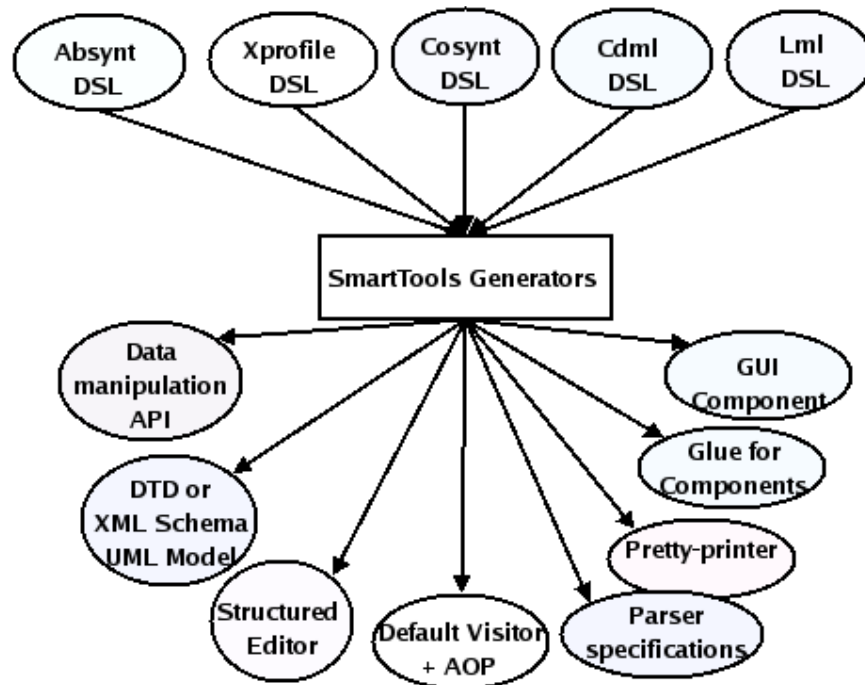 Absynt
DSL
Xprofile
DSL
Cosynt
DSL
Cdml
DSL
Lml
DSL
SmartTools Generators
Data
manipulation
API
GUI
Component
Glue for
Components
DTD or
XML Schema
UML Model
Pretty-printer
Structured
Editor
Default Visitor
+ AOP
Parser
specifications